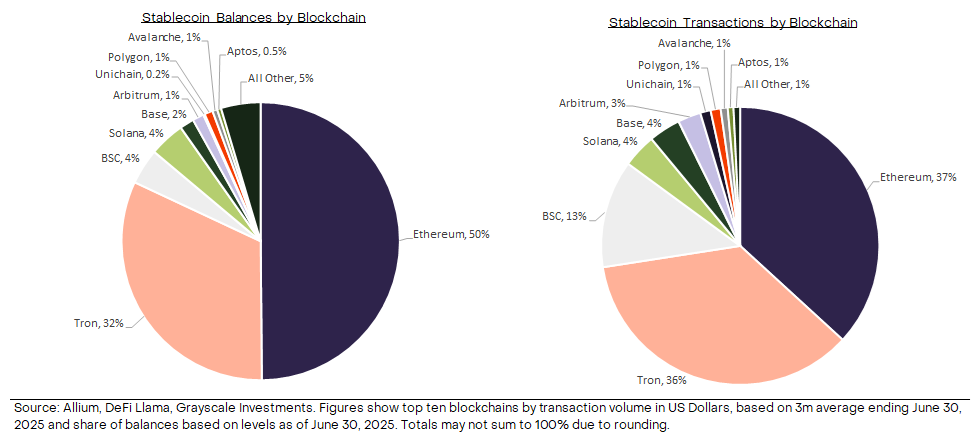 Stablecoin Balances by Blockchain
Avalanche, 1%
Aptos, 0.5%
Polygon, 1%
Unichain, 0.2%
All Other, 5%
Arbitrum, 1%
Base, 2%
Solana, 4%
BSC, 4%
Ethereum, 50%
Tron, 32%
Stablecoin Transactions by Blockchain
Avalanche, 1%
Aptos, 1%
Polygon, 1%
Unichain, 1%
All Other, 1%
Arbitrum, 3%
Base, 4%
Solana, 4%
Ethereum, 37%
BSC, 13%
Tron, 36%
Source: Allium, DeFi Llama, Grayscale Investments. Figures show top ten blockchains by transaction volume in US Dollars, based on 3m average ending June 30,
2025 and share of balances based on levels as of June 30, 2025. Totals may not sum to 100% due to rounding.